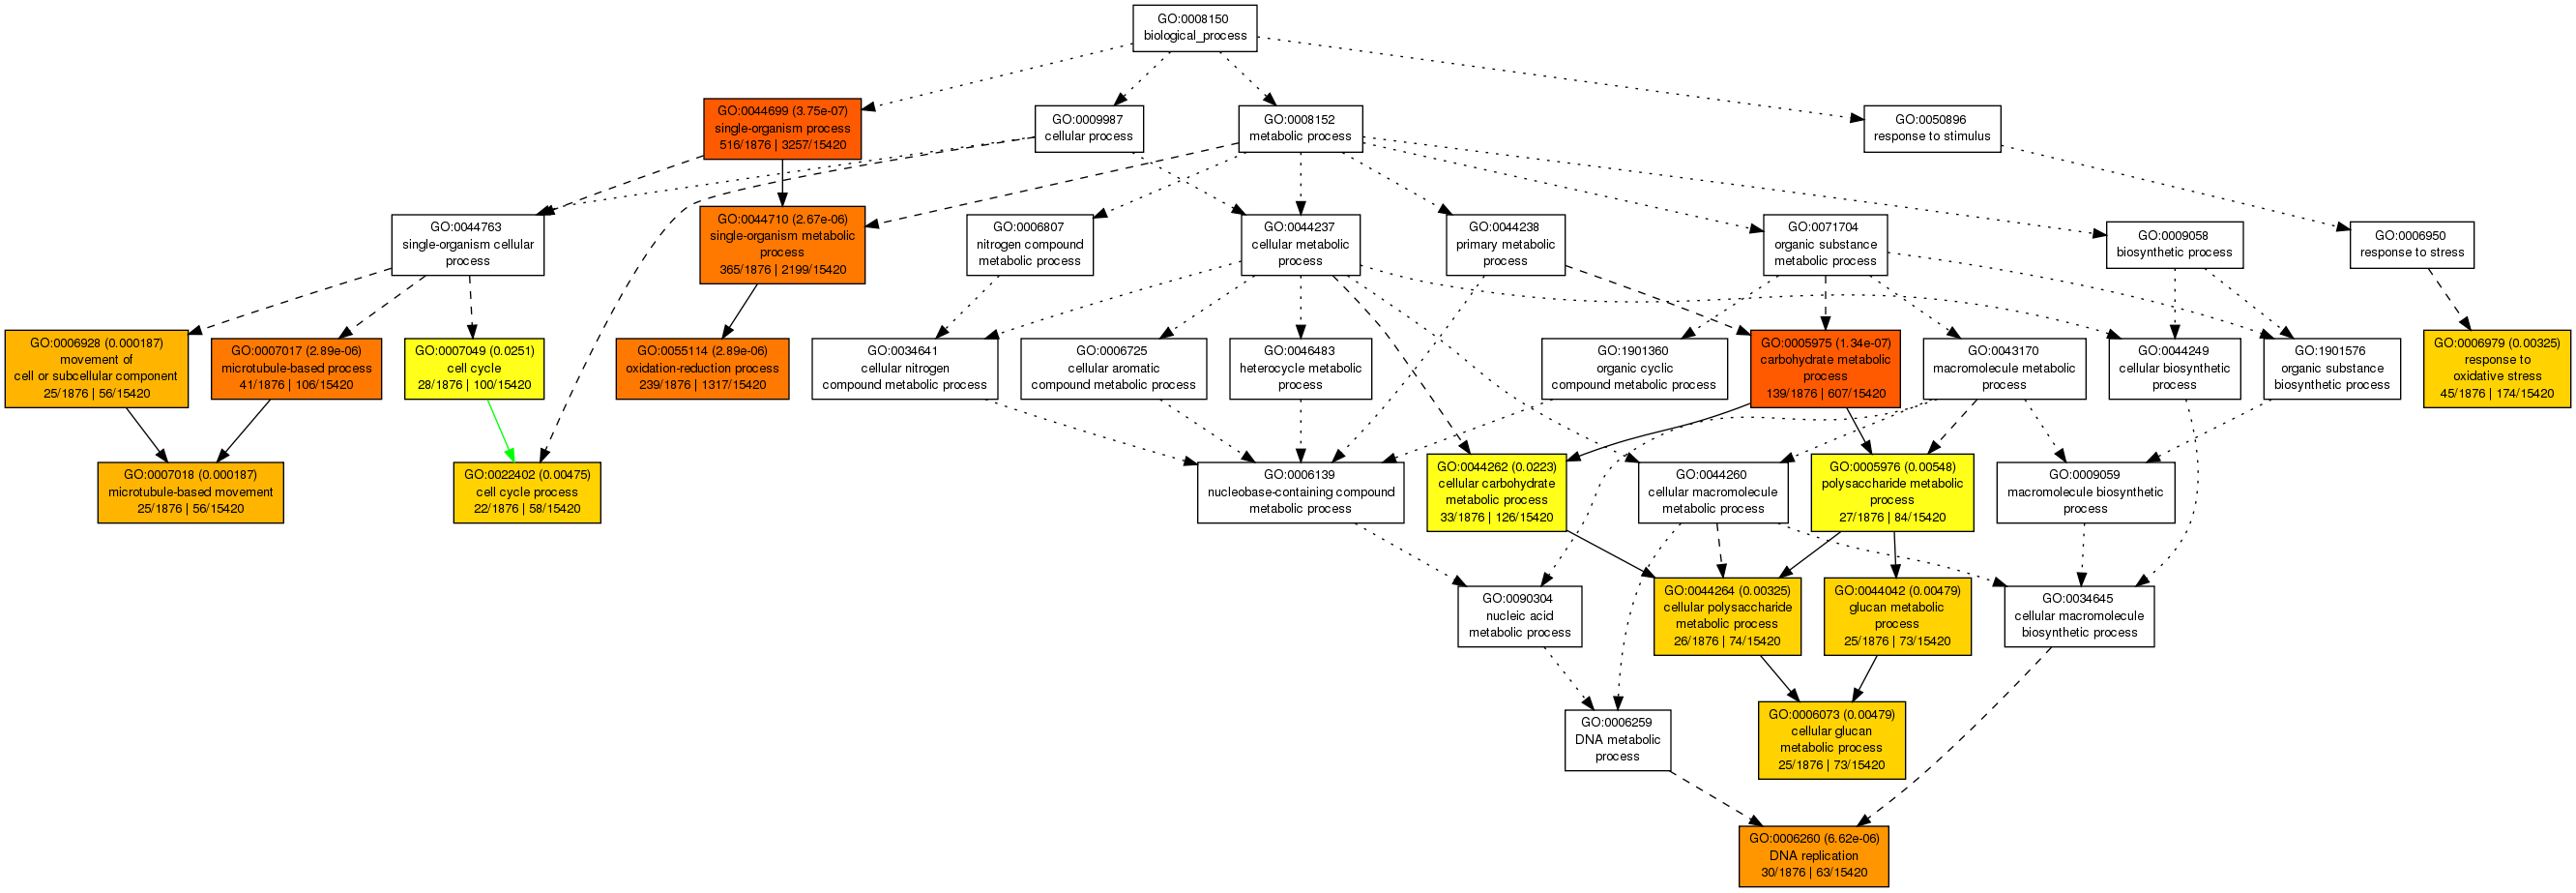 GO:0008150
biological_process
GO:0044699 (3.75e-07)
single-organism process
516/1876 | 3257/15420
GO:0009987
cellular process
GO:0008152
metabolic process
GO:0050896
response to stimulus
GO:0044763
single-organism cellular
process
GO:0044710 (2.67e-06)
single-organism metabolic
process
365/1876 | 2199/15420
GO:0006807
nitrogen compound
metabolic process
GO:0044237
cellular metabolic
process
GO:0044238
primary metabolic
process
GO:0071704
organic substance
metabolic process
GO:0009058
biosynthetic process
GO:0006950
response to stress
GO:0006928 (0.000187)
movement of
cell or subcellular component
25/1876 | 56/15420
GO:0007017 (2.89e-06)
microtubule-based process
41/1876 | 106/15420
GO:0007049 (0.0251)
cell cycle
28/1876 | 100/15420
GO:0055114 (2.89e-06)
oxidation-reduction process
239/1876 | 1317/15420
GO:0034641
cellular nitrogen
compound metabolic process
GO:0006725
cellular aromatic
compound metabolic process
GO:0046483
heterocycle metabolic
process
GO:1901360
organic cyclic
compound metabolic process
GO:0005975 (1.34e-07)
carbohydrate metabolic
process
139/1876 | 607/15420
GO:0043170
macromolecule metabolic
process
GO:0044249
cellular biosynthetic
process
GO:1901576
organic substance
biosynthetic process
GO:0006979 (0.00325)
response to
oxidative stress
45/1876 | 174/15420
GO:0007018 (0.000187)
microtubule-based movement
25/1876 | 56/15420
GO:0022402 (0.00475)
cell cycle process
22/1876 | 58/15420
GO:0006139
nucleobase-containing compound
metabolic process
GO:0044262 (0.0223)
cellular carbohydrate
metabolic process
33/1876 | 126/15420
GO:0044260
cellular macromolecule
metabolic process
GO:0005976 (0.00548)
polysaccharide metabolic
process
27/1876 | 84/15420
GO:0009059
macromolecule biosynthetic
process
GO:0090304
nucleic acid
metabolic process
GO:0044264 (0.00325)
cellular polysaccharide
metabolic process
26/1876 | 74/15420
GO:0044042 (0.00479)
glucan metabolic
process
25/1876 | 73/15420
GO:0034645
cellular macromolecule
biosynthetic process
GO:0006259
DNA metabolic
process
GO:0006073 (0.00479)
cellular glucan
metabolic process
25/1876 | 73/15420
GO:0006260 (6.62e-06)
DNA replication
30/1876 | 63/15420